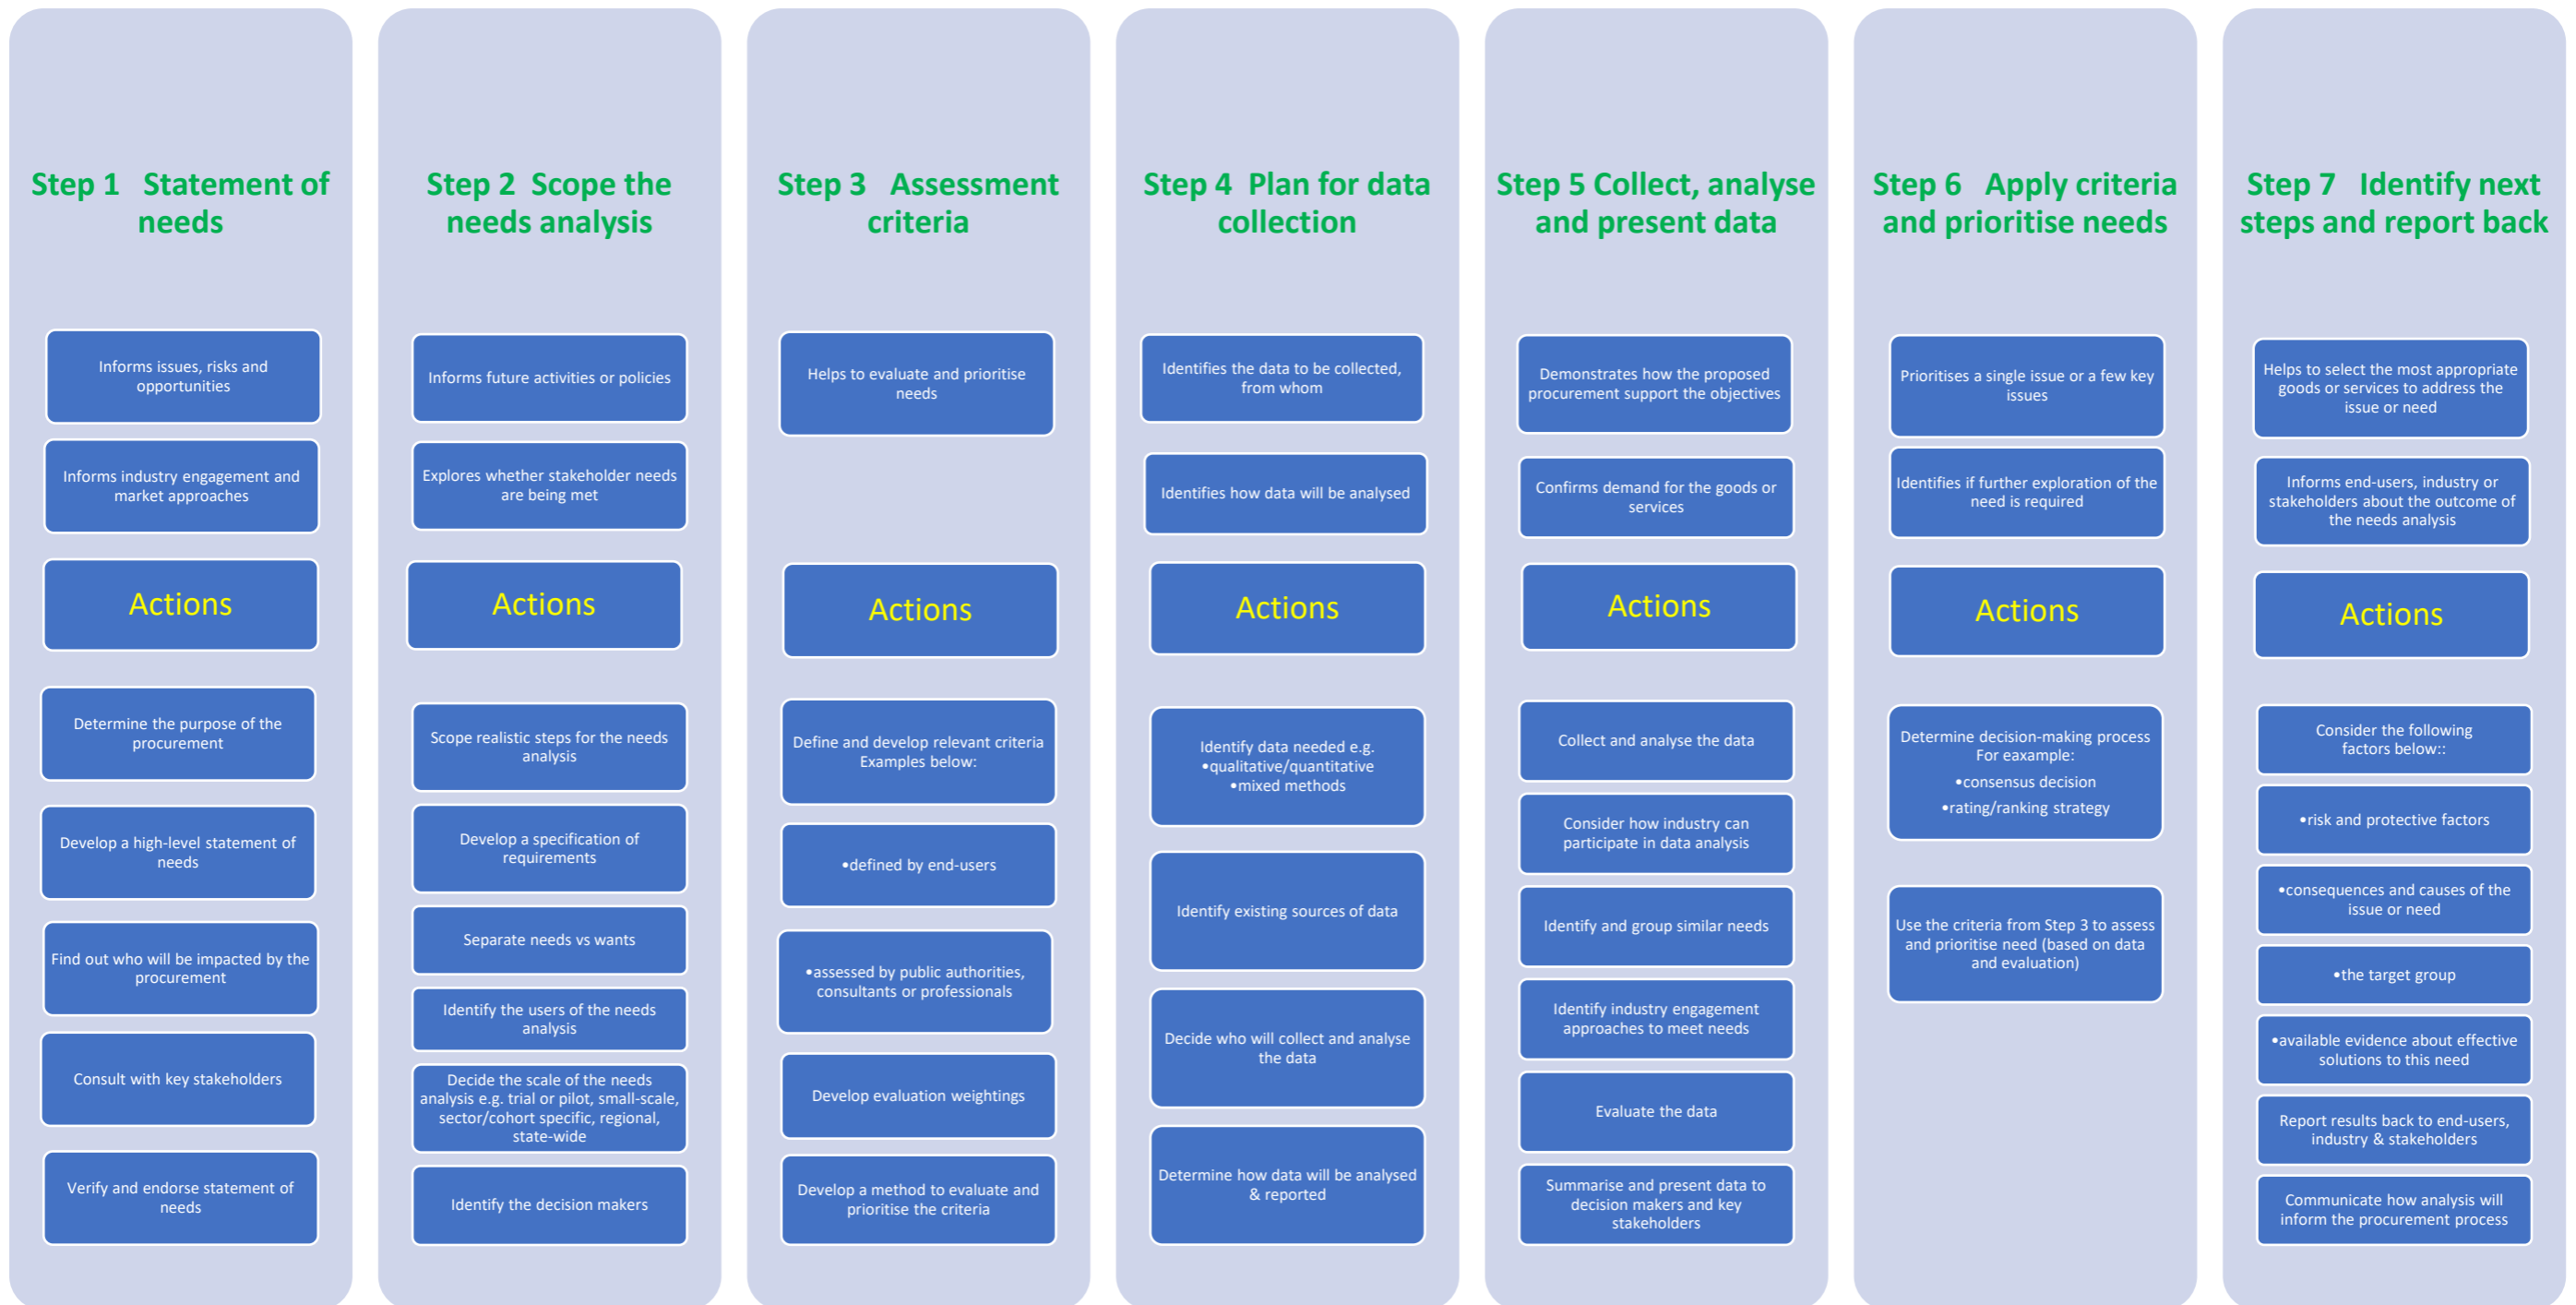 Step 1   Statement of
needs
Informs issues, risks and
opportunities
Informs industry engagement and
market approaches
Actions
Determine the purpose of the
procurement
Develop a high-level statement of
needs
Find out who will be impacted by the
procurement
Consult with key stakeholders
Verify and endorse statement of
needs
Step 2  Scope the
needs analysis
Informs future activities or policies
Explores whether stakeholder needs
are being met
Actions
Scope realistic steps for the needs
analysis
Develop a specification of
requirements
Separate needs vs wants
Identify the users of the needs
analysis
Decide the scale of the needs
analysis e.g. trial or pilot, small-scale,
sector/cohort specific, regional,
state-wide
Identify the decision makers
Step 3   Assessment
criteria
Helps to evaluate and prioritise
needs
Actions
Define and develop relevant criteria
Examples below:
•defined by end-users
•assessed by public authorities,
consultants or professionals
Develop evaluation weightings
Develop a method to evaluate and
prioritise the criteria
Step 4  Plan for data
collection
Identifies the data to be collected,
from whom
Identifies how data will be analysed
Actions
Identify data needed e.g.
•qualitative/quantitative
•mixed methods
Identify existing sources of data
Decide who will collect and analyse
the data
Determine how data will be analysed
& reported
Step 5 Collect, analyse
and present data
Demonstrates how the proposed
procurement support the objectives
Confirms demand for the goods or
services
Actions
Collect and analyse the data
Consider how industry can
participate in data analysis
Identify and group similar needs
Identify industry engagement
approaches to meet needs
Evaluate the data
Summarise and present data to
decision makers and key
stakeholders
Step 6   Apply criteria
and prioritise needs
Prioritises a single issue or a few key
issues
Identifies if further exploration of the
need is required
Actions
Determine decision-making process
For eaxample:
•consensus decision
•rating/ranking strategy
Use the criteria from Step 3 to assess
and prioritise need (based on data
and evaluation)
Step 7   Identify next
steps and report back
Helps to select the most appropriate
goods or services to address the
issue or need
Informs end-users, industry or
stakeholders about the outcome of
the needs analysis
Actions
Consider the following
factors below::
•risk and protective factors
•consequences and causes of the
issue or need
•the target group
•available evidence about effective
solutions to this need
Report results back to end-users,
industry & stakeholders
Communicate how analysis will
inform the procurement process